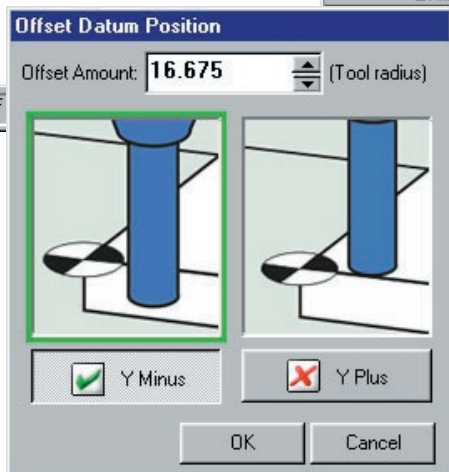 Offset Datum Position
Offset Amount: 16.675 (Tool radius)
Y Minus
Y Plus
OK
Cancel